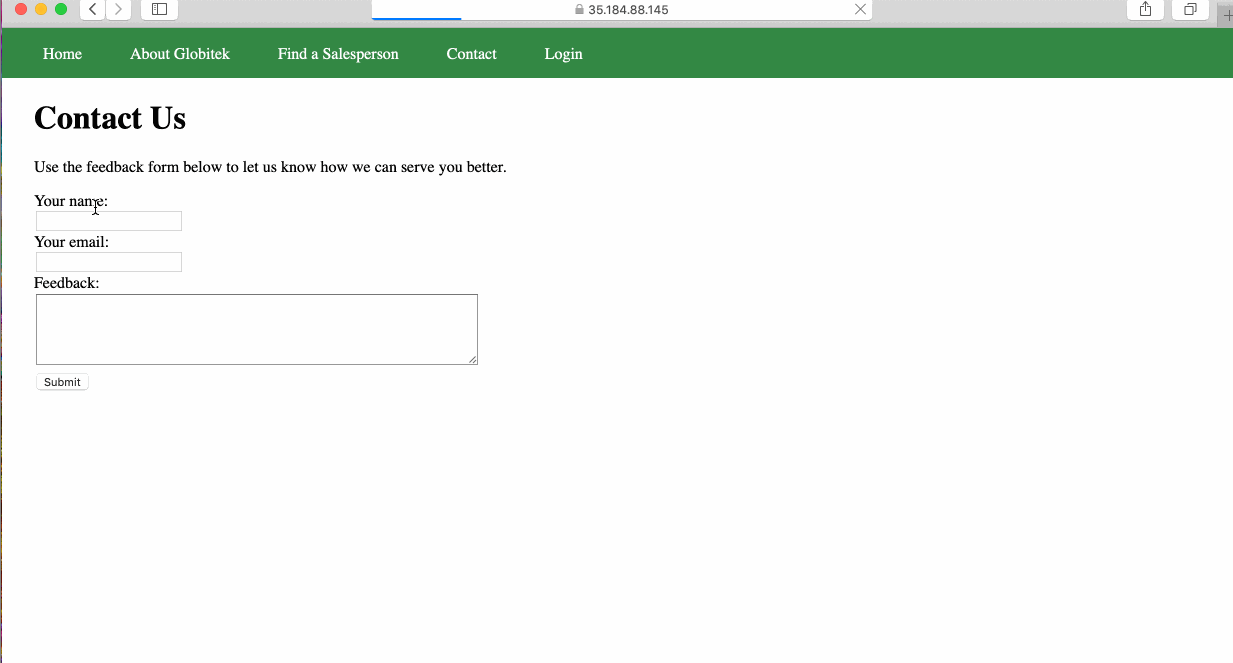 35.184.88.145
Home About Globitek Find a Salesperson Contact Login
Contact Us
Use the feedback form below to let us know how we can serve you better.
Your name:
Your email:
Feedback:
Submit